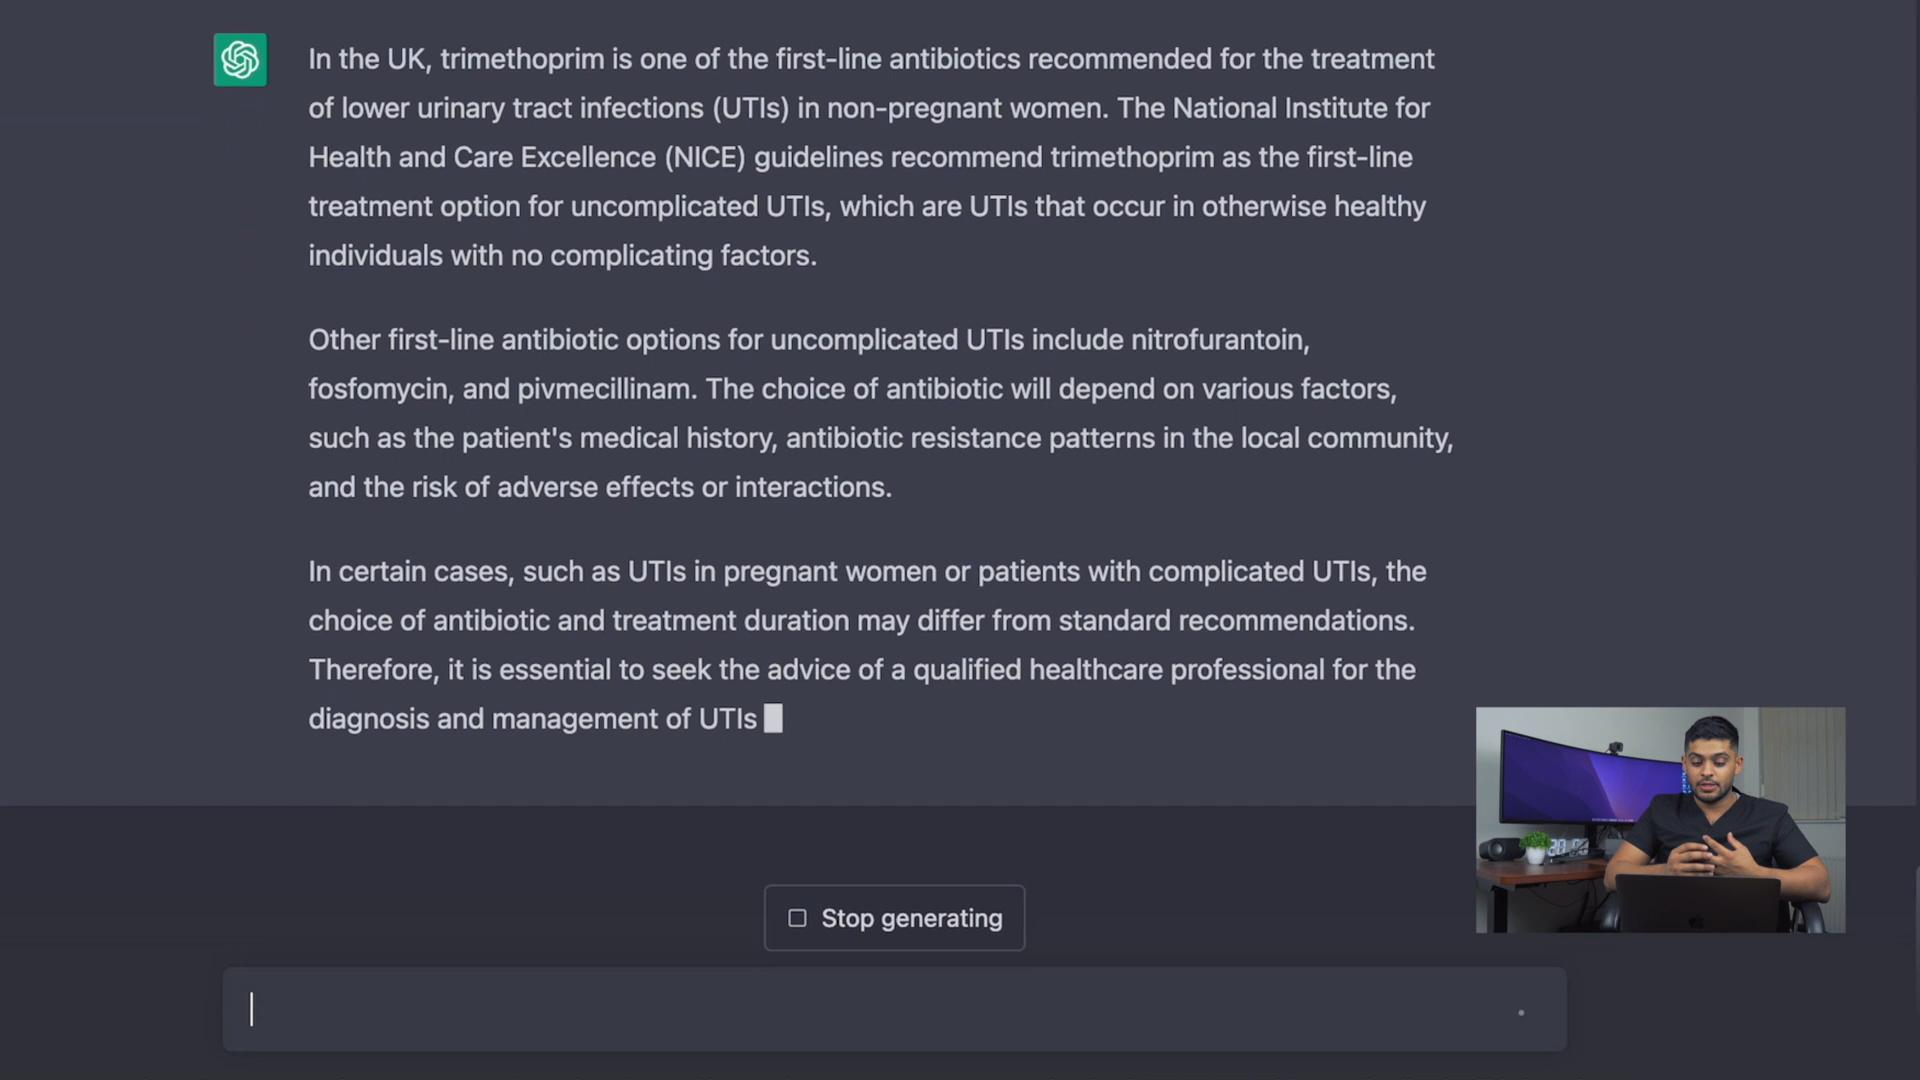 In the UK, trimethoprim is one of the first-line antibiotics recommended for the treatment
of lower urinary tract infections (UTIs) in non-pregnant women. The National Institute for
Health and Care Excellence (NICE) guidelines recommend trimethoprim as the first-line
treatment option for uncomplicated UTIs, which are UTIs that occur in otherwise healthy
individuals with no complicating factors.
Other first-line antibiotic options for uncomplicated UTIs include nitrofurantoin,
fosfomycin, and pivmecillinam. The choice of antibiotic will depend on various factors,
such as the patient's medical history, antibiotic resistance patterns in the local community,
and the risk of adverse effects or interactions.
In certain cases, such as UTIs in pregnant women or patients with complicated UTIs, the
choice of antibiotic and treatment duration may differ from standard recommendations.
Therefore, it is essential to seek the advice of a qualified healthcare professional for the
diagnosis and management of UTIs
Stop generating